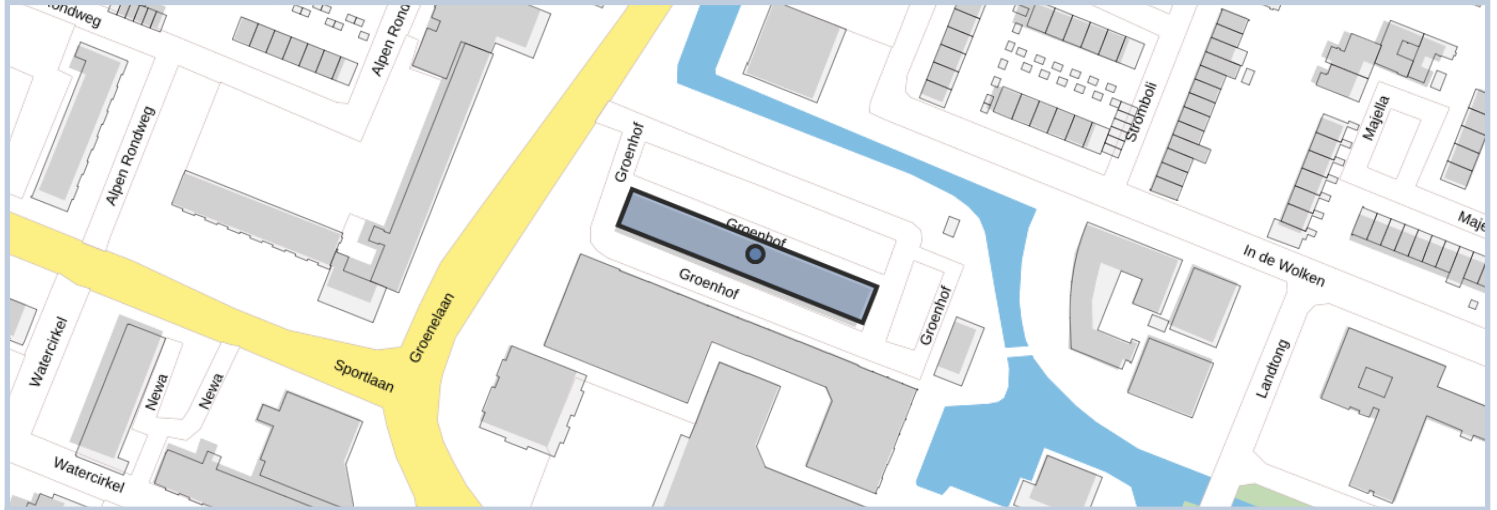 Rondweg
Alpen Rond
Alpen Rondweg
Groenhof
Stromboli
Majella
Groenhof
Maje
Groenhof
In de Wolken
Groenhof
Groenelaan
Watercirkel
Sportlaan
Landtong
Newa
Newa
Watercirkel